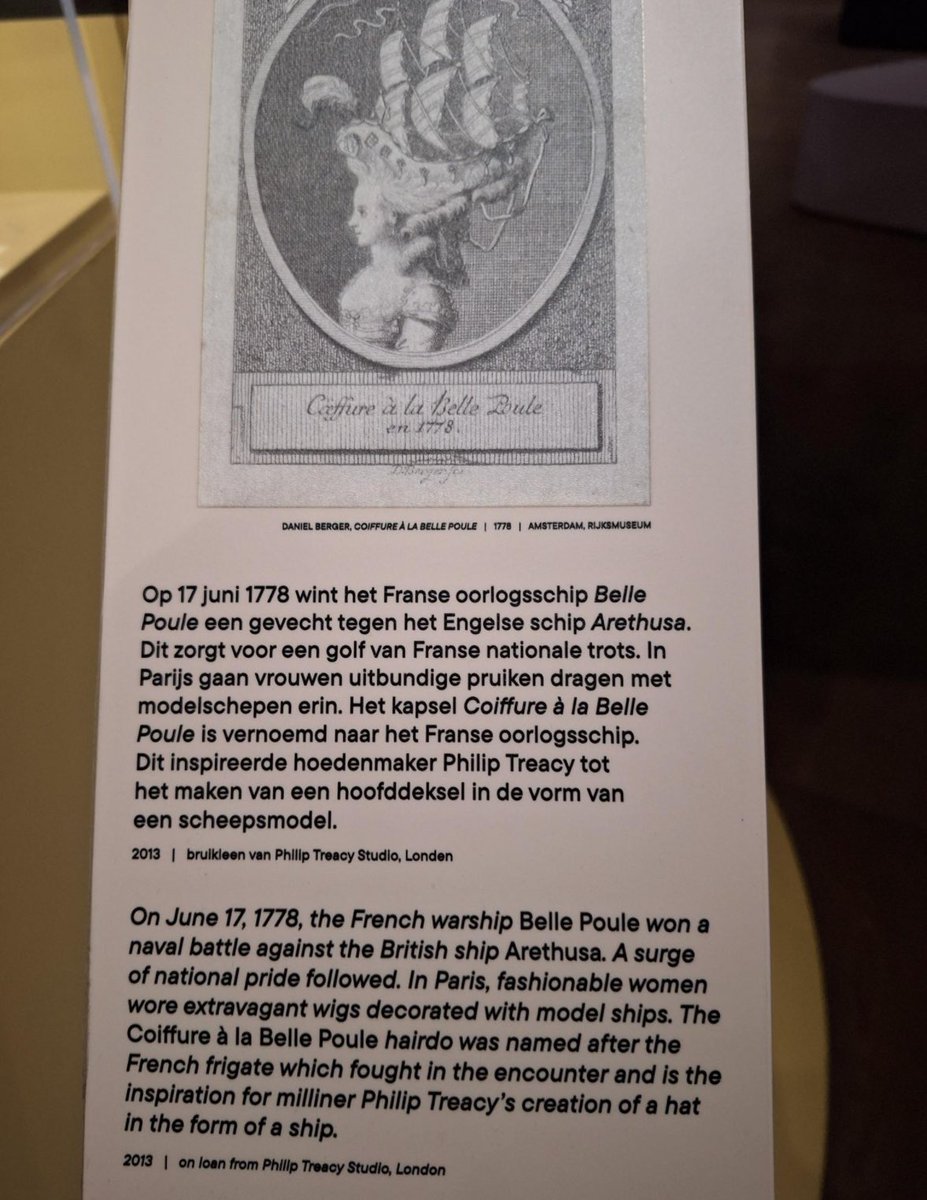 Cœffure à la Belle Poule
en 1778.
D. Berger fec
DANIEL BERGER, COIFFURE À LA BELLE POULE | 1778 | AMSTERDAM, RIJKSMUSEUM
Op 17 juni 1778 wint het Franse oorlogsschip Belle
Poule een gevecht tegen het Engelse schip Arethusa.
Dit zorgt voor een golf van Franse nationale trots. In
Parijs gaan vrouwen uitbundige pruiken dragen met
modelschepen erin. Het kapsel Coiffure à la Belle
Poule is vernoemd naar het Franse oorlogsschip.
Dit inspireerde hoedenmaker Philip Treacy tot
het maken van een hoofddeksel in de vorm van
een scheepsmodel.
2013 | bruikleen van Philip Treacy Studio, Londen
On June 17, 1778, the French warship Belle Poule won a
naval battle against the British ship Arethusa. A surge
of national pride followed. In Paris, fashionable women
wore extravagant wigs decorated with model ships. The
Coiffure à la Belle Poule hairdo was named after the
French frigate which fought in the encounter and is the
inspiration for milliner Philip Treacy's creation of a hat
in the form of a ship.
2013 | on loan from Philip Treacy Studio, London